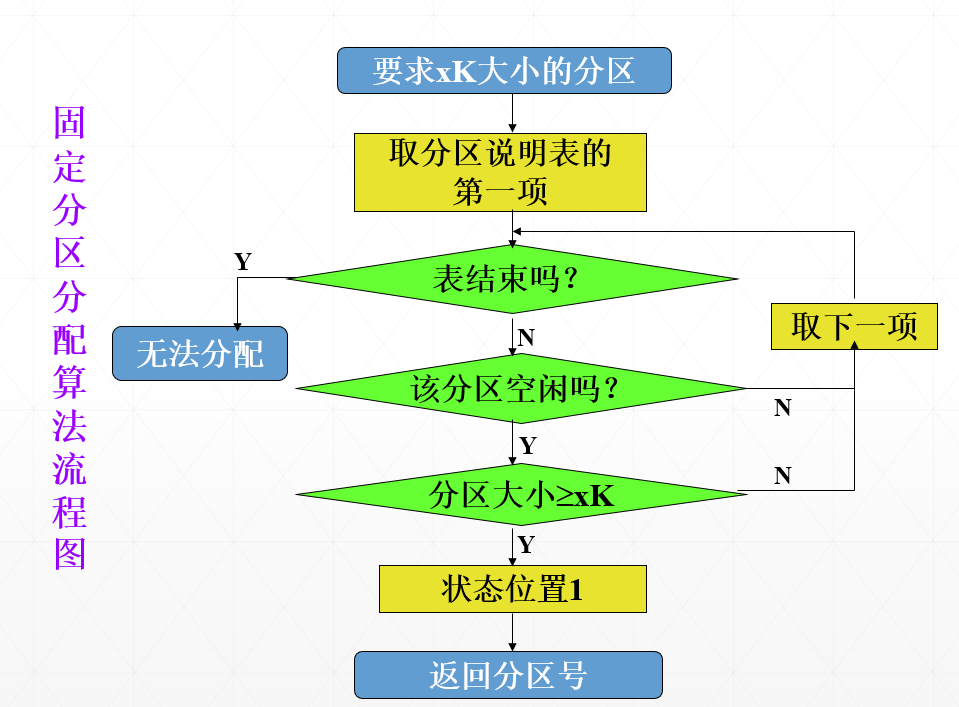 固定分区分配算法流程图
要求xK大小的分区
取分区说明表的
第一项
表结束吗？
Y
无法分配
取下一项
N
该分区空闲吗？
N
Y
分区大小≥xK
N
Y
状态位置1
返回分区号